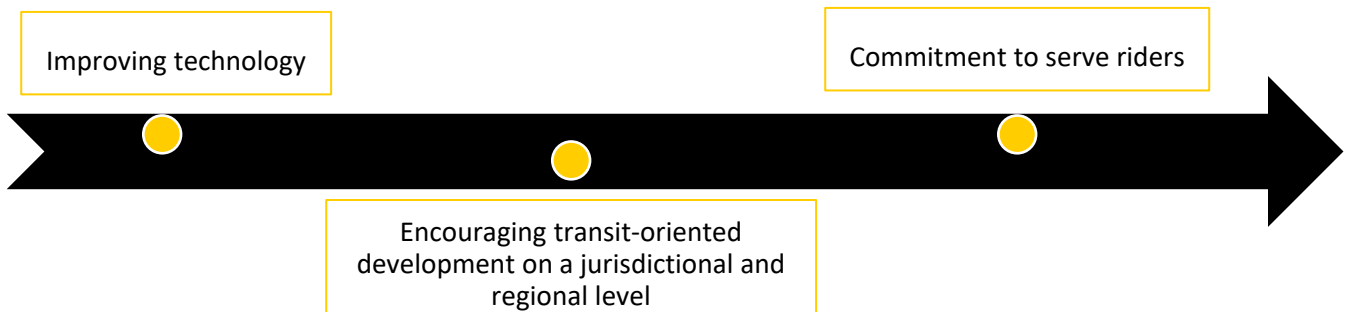 Improving technology
Commitment to serve riders
Encouraging transit-oriented
development on a jurisdictional and
regional level